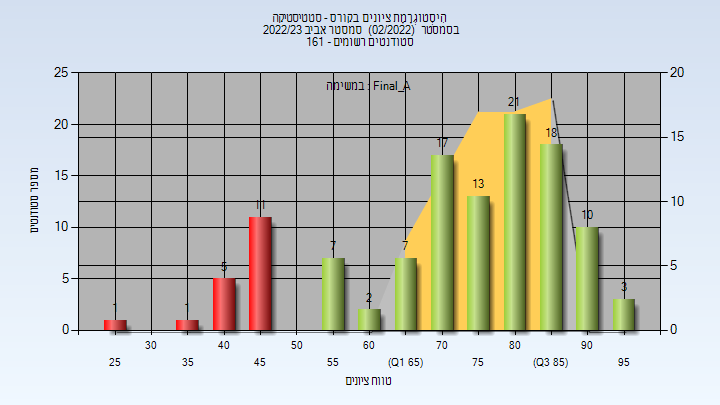 היסטוגרמת ציונים בקורס - סטטיסטיקה
בסמסטר (02/2022) סמסטר אביב 2022/23
סטודנטים רשומים - 161
במשימה : Final_A
25 20 15 10 5 0
מספר סטודנטים
20 15 10 5 0
1 1 5 11 7 2 7 17 13 21 18 10 3
30 40 50 60 70 80 90
25 35 45 55 (Q1 65) 75 (Q3 85) 95
טווח ציונים